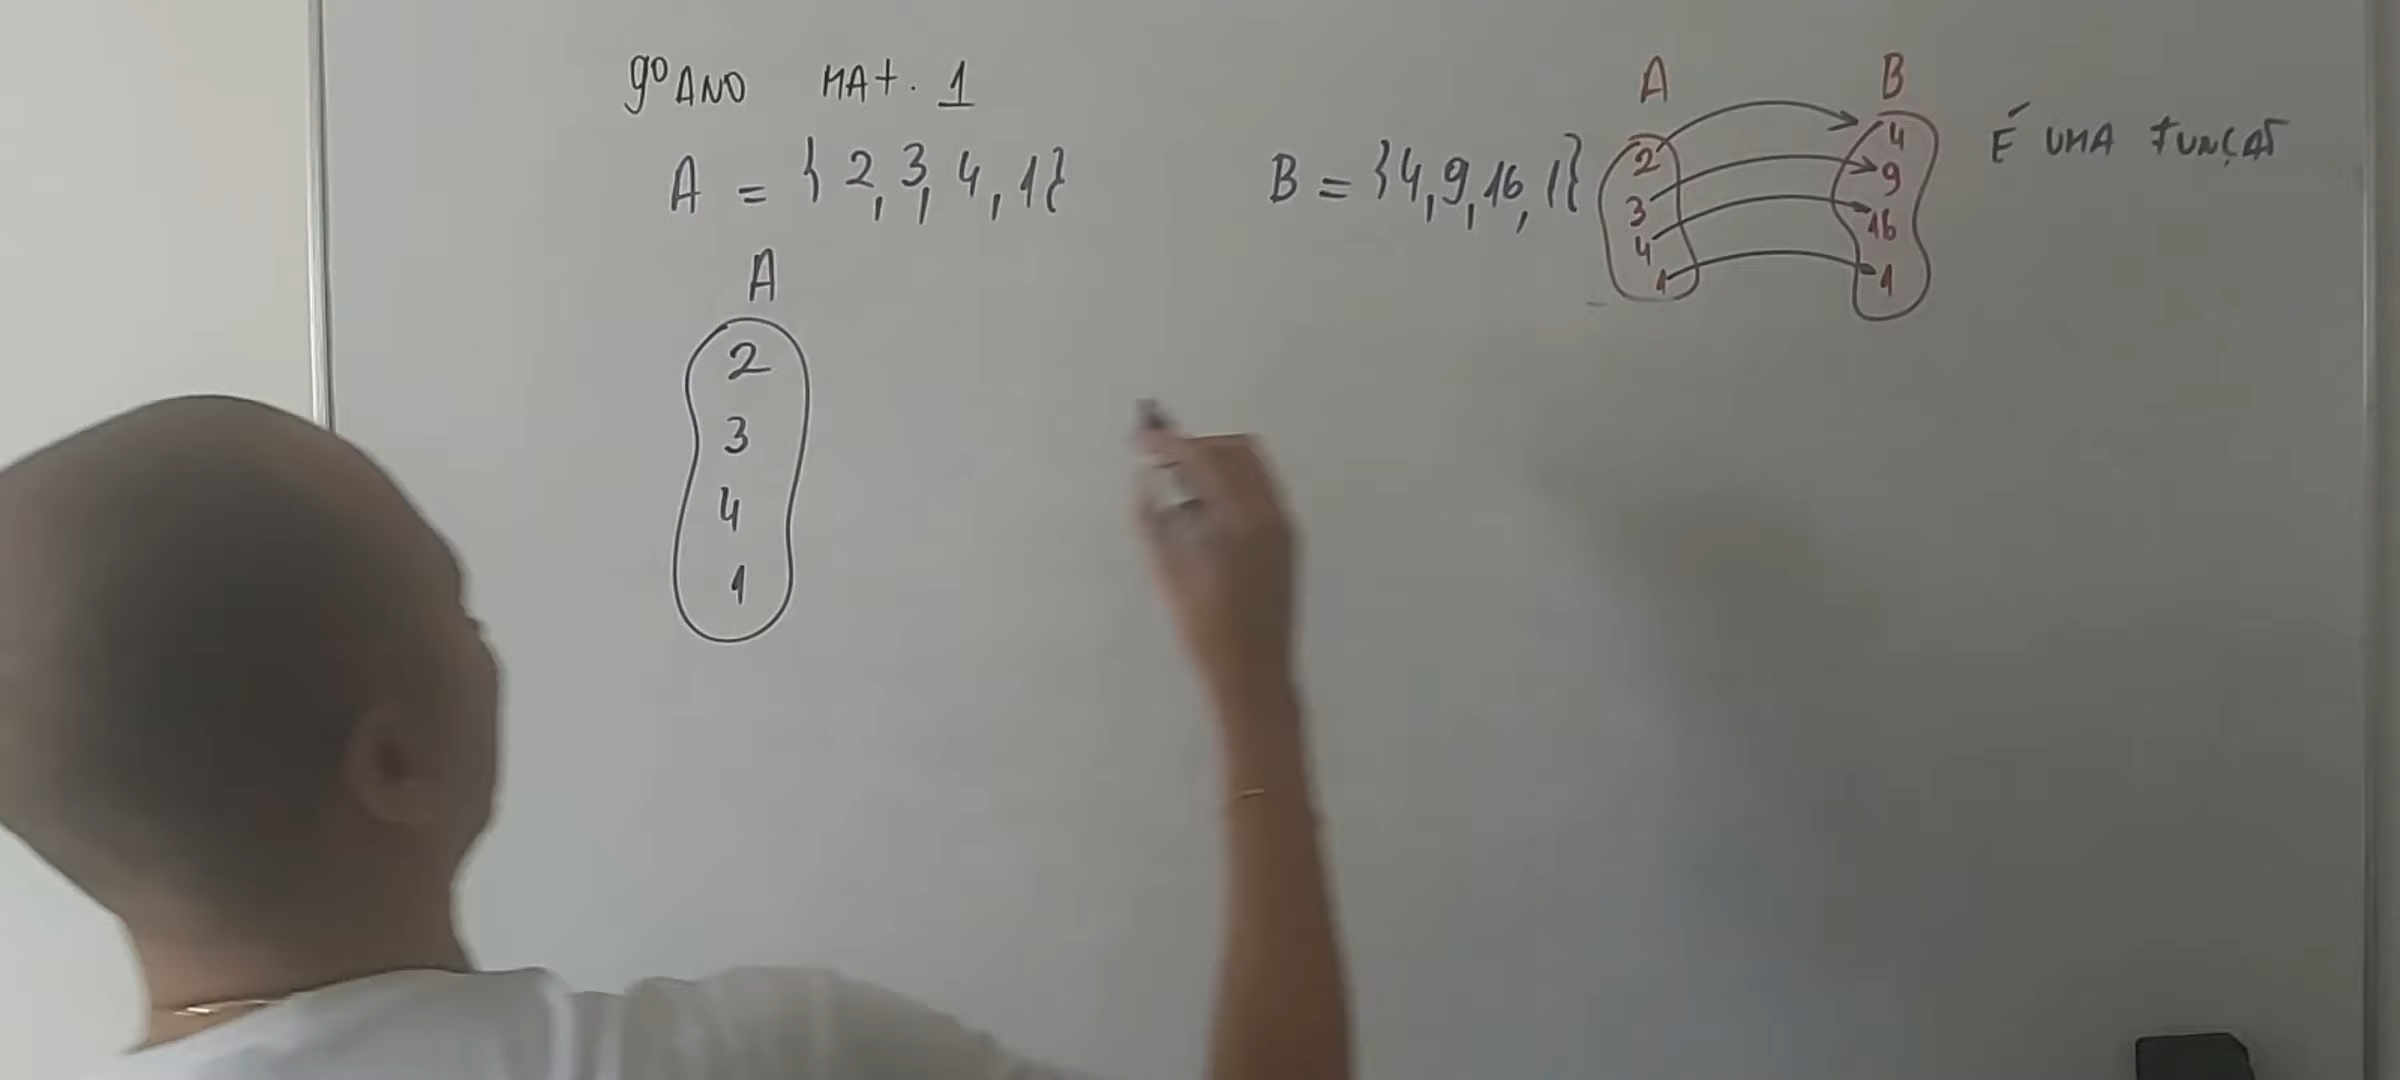 9º ANO MAT. 1
A = { 2, 3, 4, 1}
A
2
3
4
1
B = {4, 9, 16, 1}
A
2
3
4
1
B
4
9
16
1
É UMA FUNÇÃO